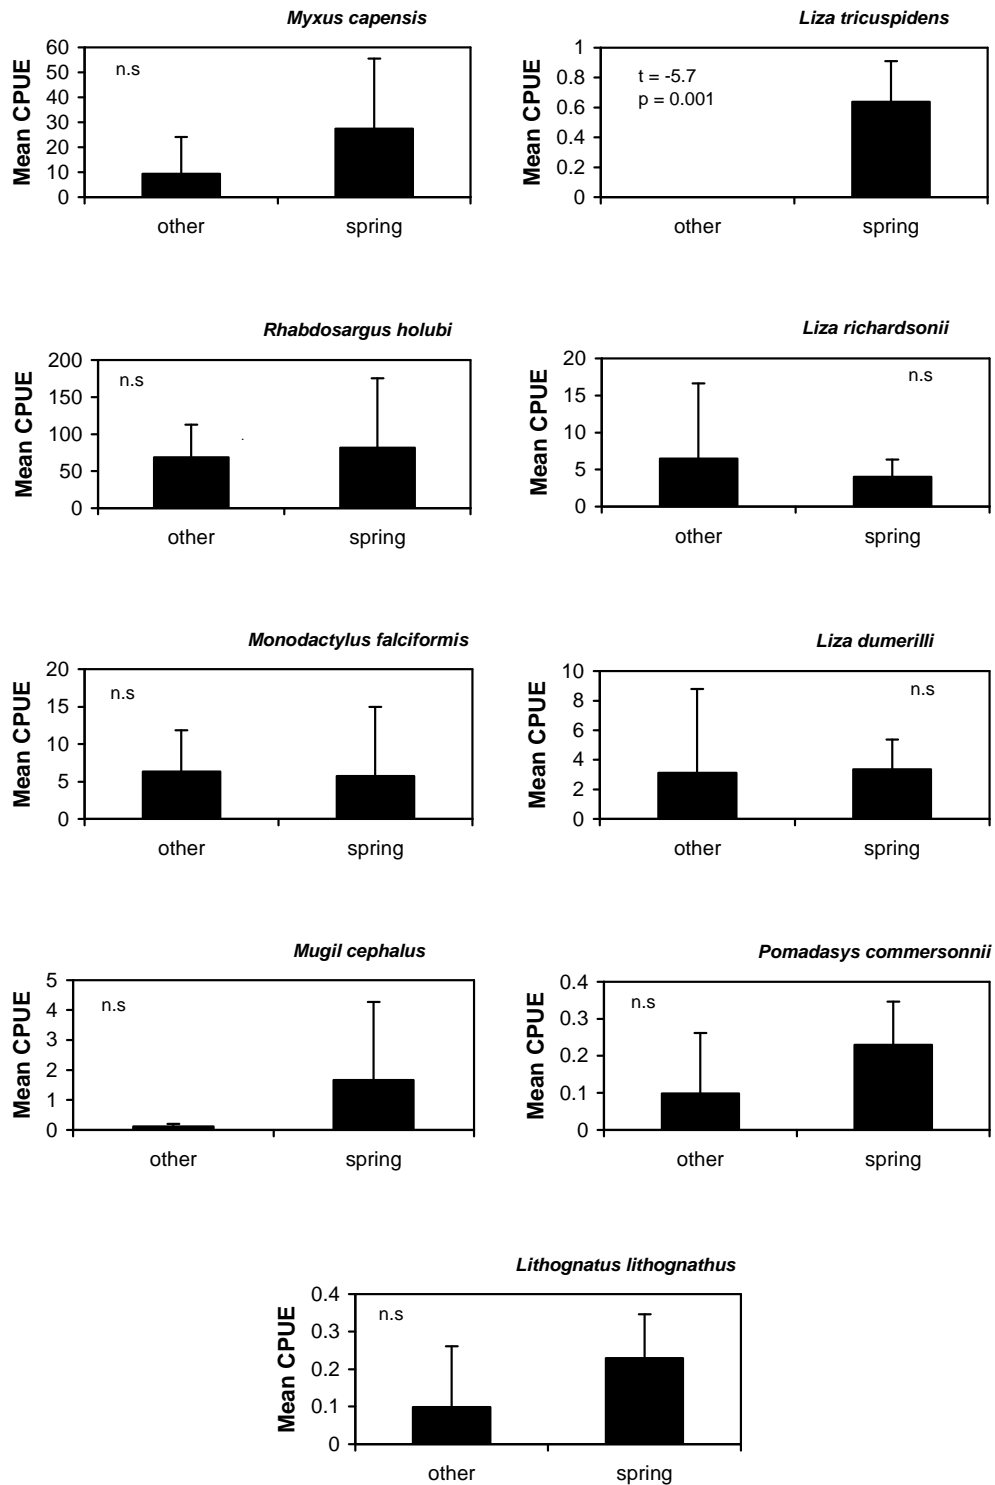 Myxus capensis
Mean CPUE
60
50
40
30
20
10
0
n.s
other spring
Liza tricuspidens
Mean CPUE
1
0.8
0.6
0.4
0.2
0
t = -5.7
p = 0.001
other spring
Rhabdosargus holubi
Mean CPUE
200
150
100
50
0
n.s
other spring
Liza richardsonii
Mean CPUE
20
15
10
5
0
n.s
other spring
Monodactylus falciformis
Mean CPUE
20
15
10
5
0
n.s
other spring
Liza dumerilli
Mean CPUE
10
8
6
4
2
0
n.s
other spring
Mugil cephalus
Mean CPUE
5
4
3
2
1
0
n.s
other spring
Pomadasys commersonnii
Mean CPUE
0.4
0.3
0.2
0.1
0
n.s
other spring
Lithognatus lithognathus
Mean CPUE
0.4
0.3
0.2
0.1
0
n.s
other spring